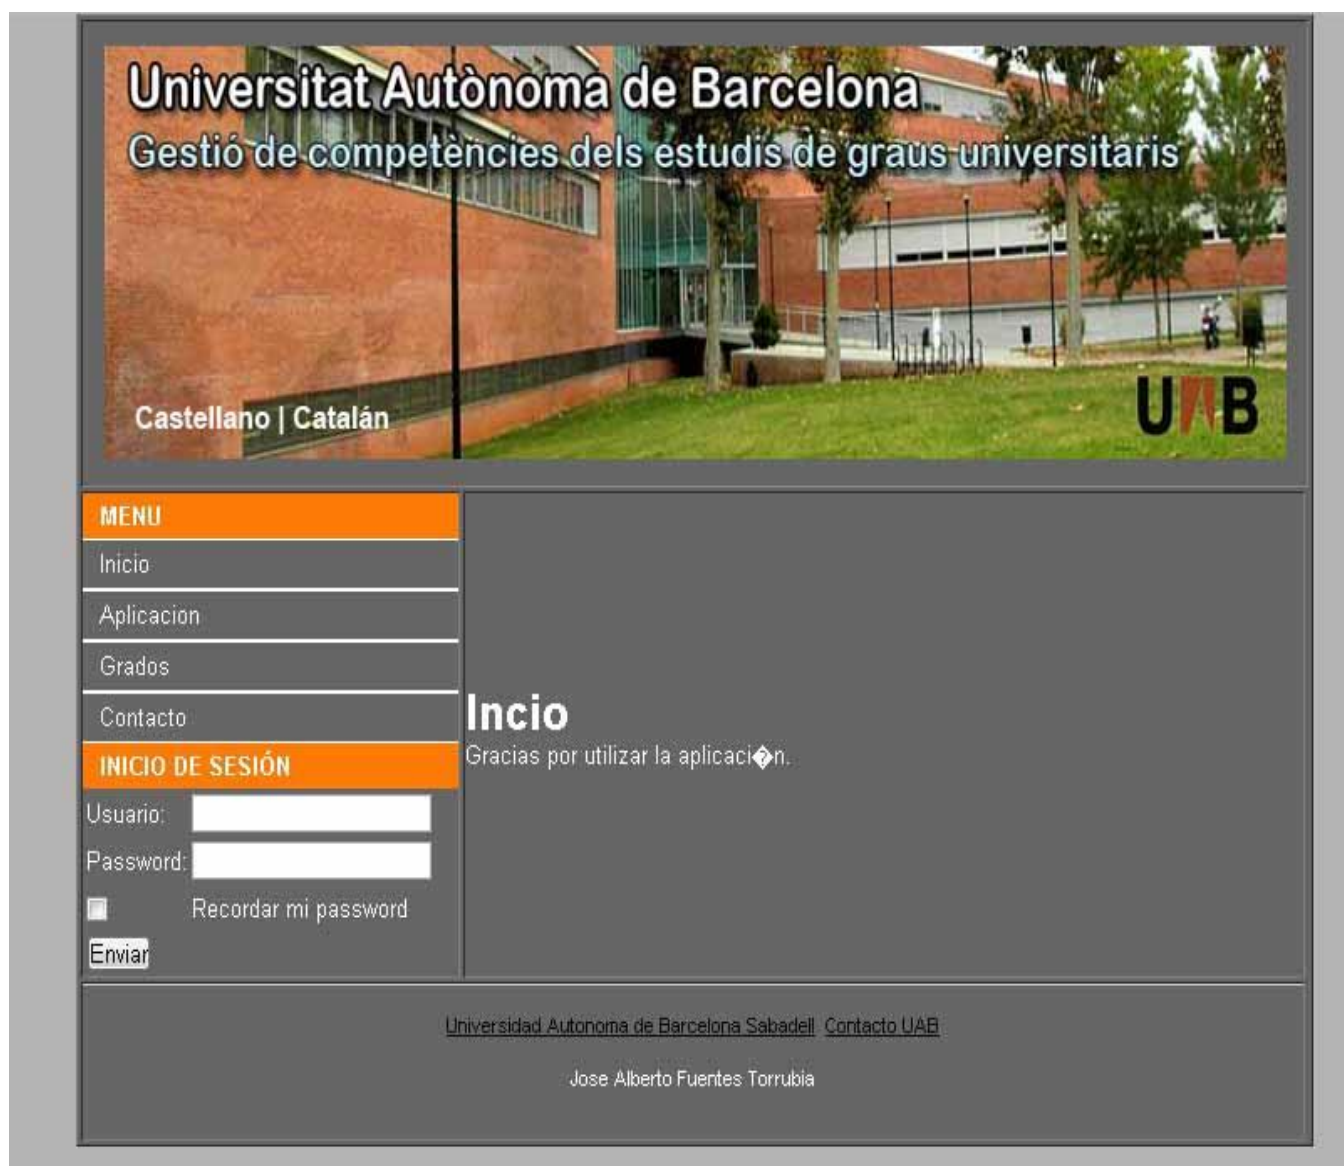 Universitat Autònoma de Barcelona
Gestió de competències dels estudis de graus universitaris
Castellano | Catalán
UAB
MENU
Inicio
Aplicacion
Grados
Contacto
INICIO DE SESIÓN
Usuario:
Password:
Recordar mi password
Enviar
Incio
Gracias por utilizar la aplicaci�n.
Universidad Autonoma de Barcelona Sabadell Contacto UAB
Jose Alberto Fuentes Torrubia